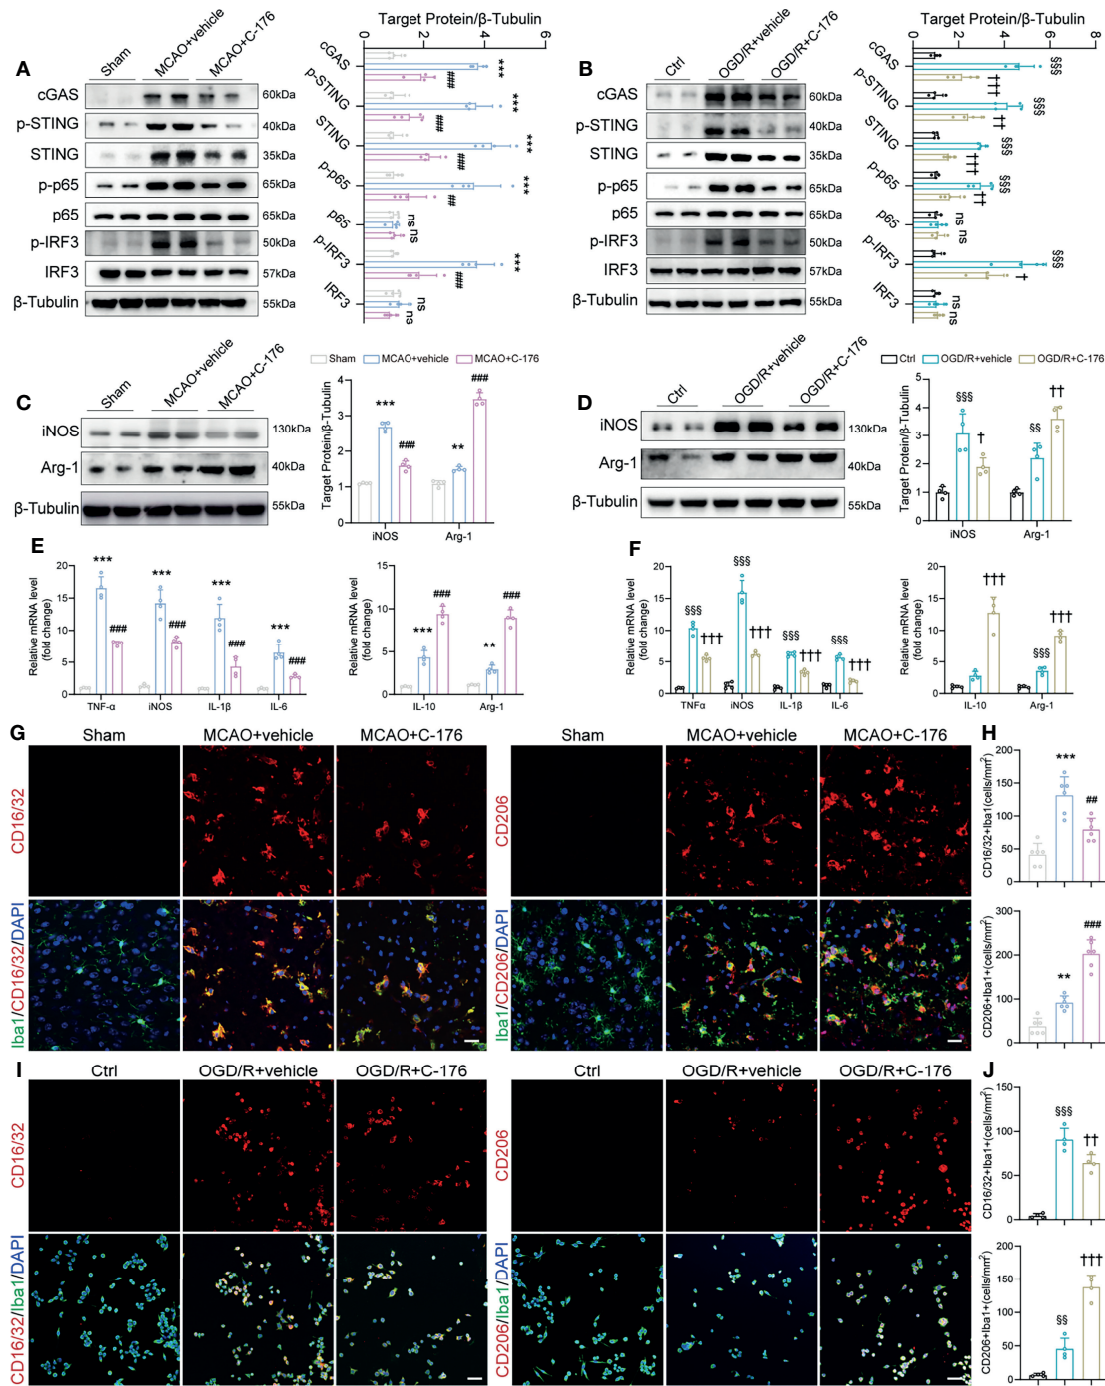 A
Sham
MCAO+vehicle
MCAO+C-176
cGAS
60kDa
p-STING
40kDa
STING
35kDa
p-p65
65kDa
p65
65kDa
p-IRF3
50kDa
IRF3
57kDa
β-Tubulin
55kDa
Target Protein/β-Tubulin
0
2
4
6
cGAS
***
###
p-STING
***
###
STING
***
###
p-p65
***
##
p65
ns
ns
p-IRF3
***
###
IRF3
ns
ns
B
Ctrl
OGD/R+vehicle
OGD/R+C-176
cGAS
60kDa
p-STING
40kDa
STING
35kDa
p-p65
65kDa
p65
65kDa
p-IRF3
50kDa
IRF3
57kDa
β-Tubulin
55kDa
Target Protein/β-Tubulin
0
2
4
6
8
cGAS
§§§
†††
p-STING
§§§
††
STING
§§§
†††
p-p65
§§§
††
p65
ns
ns
p-IRF3
§§§
†
IRF3
ns
ns
C
Sham
MCAO+vehicle
MCAO+C-176
iNOS
130kDa
Arg-1
40kDa
β-Tubulin
55kDa
Sham
MCAO+vehicle
MCAO+C-176
Target Protein/β-Tubulin
4
3
2
1
0
***
###
**
###
iNOS
Arg-1
D
Ctrl
OGD/R+vehicle
OGD/R+C-176
iNOS
130kDa
Arg-1
40kDa
β-Tubulin
55kDa
Ctrl
OGD/R+vehicle
OGD/R+C-176
Target Protein/β-Tubulin
5
4
3
2
1
0
§§§
†
§§
††
iNOS
Arg-1
E
Relative mRNA level
(fold change)
20
15
10
5
0
***
###
***
###
***
###
***
###
TNF-α
iNOS
IL-1β
IL-6
Relative mRNA level
(fold change)
15
10
5
0
***
###
**
###
IL-10
Arg-1
F
Relative mRNA level
(fold change)
20
15
10
5
0
§§§
†††
§§§
†††
§§§
†††
§§§
†††
TNFα
iNOS
IL-1β
IL-6
Relative mRNA level
(fold change)
20
15
10
5
0
†††
§§§
†††
IL-10
Arg-1
G
Sham
MCAO+vehicle
MCAO+C-176
CD16/32
Iba1/CD16/32/DAPI
Sham
MCAO+vehicle
MCAO+C-176
CD206
Iba1/CD206/DAPI
H
CD16/32+Iba1(cells/mm²)
200
150
100
50
0
***
##
CD206+Iba1+(cells/mm²)
300
200
100
0
**
###
I
Ctrl
OGD/R+vehicle
OGD/R+C-176
CD16/32
CD16/32/Iba1/DAPI
Ctrl
OGD/R+vehicle
OGD/R+C-176
CD206
CD206/Iba1/DAPI
J
CD16/32+Iba1+(cells/mm²)
150
100
50
0
§§§
††
CD206+Iba1+(cells/mm²)
200
150
100
50
0
§§
†††